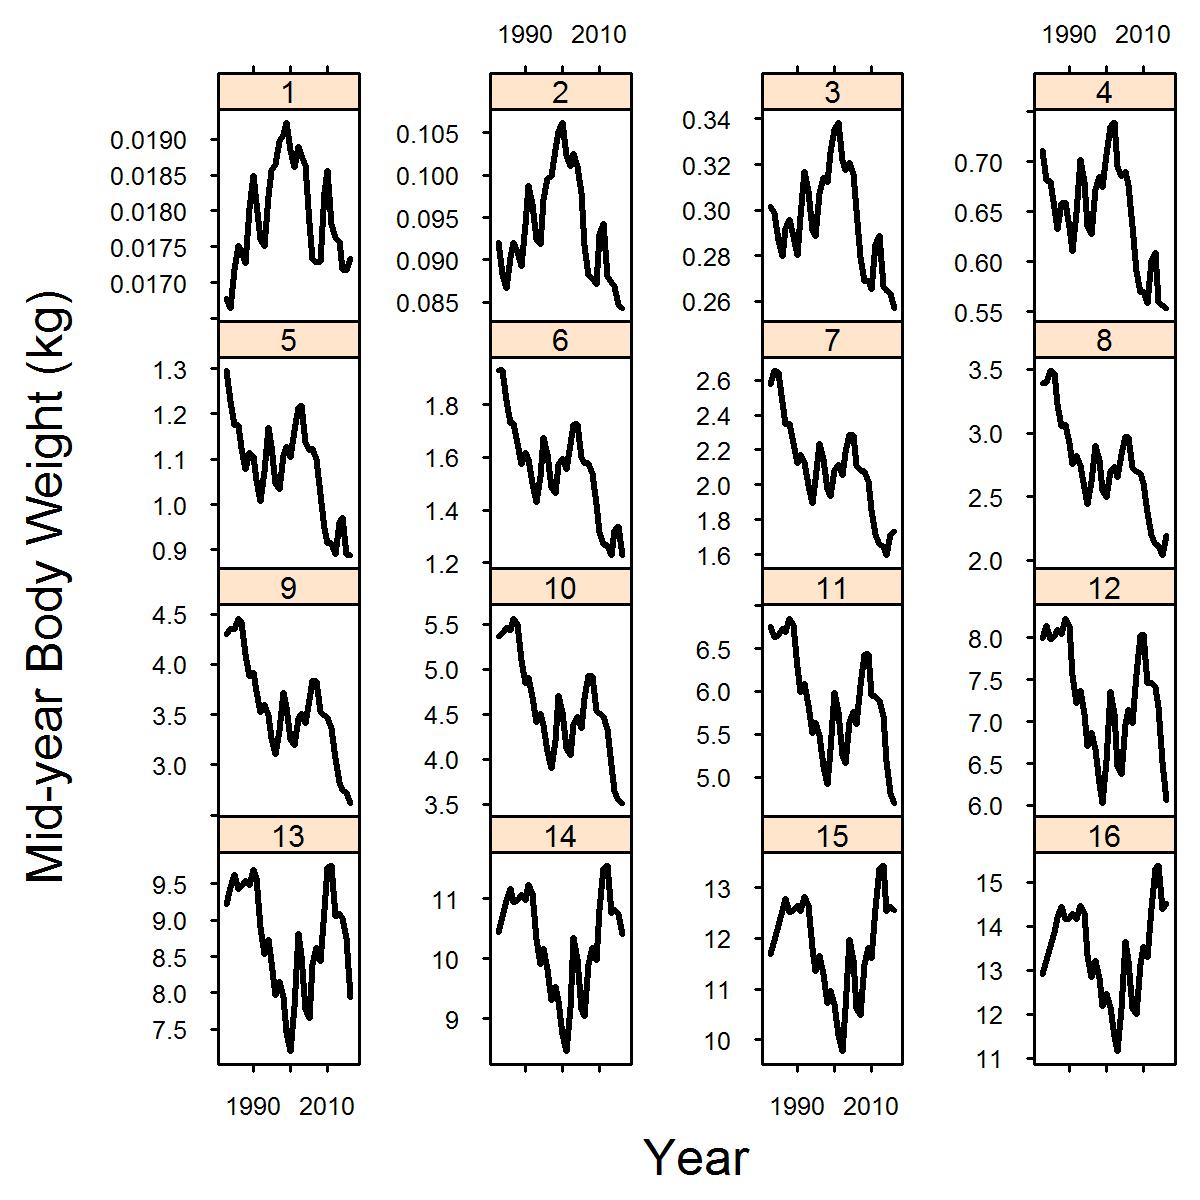 1990 2010 1990 2010
1 2 3 4
0.0190 0.105 0.34 0.70
0.0185 0.100 0.32 0.65
0.0180 0.095 0.30 0.60
0.0175 0.090 0.28 0.55
0.0170 0.085 0.26
5 6 7 8
1.3 1.8 2.6 3.5
1.2 1.6 2.4 3.0
1.1 1.4 2.2 2.5
1.0 1.2 2.0 2.0
0.9 1.8
1.6
9 10 11 12
4.5 5.5 6.5 8.0
4.0 5.0 6.0 7.5
3.5 4.5 5.5 7.0
3.0 4.0 5.0 6.5
3.5 6.0
13 14 15 16
9.5 11 13 15
9.0 10 12 14
8.5 9 11 13
8.0 10 12
7.5 11
1990 2010 1990 2010
Mid-year Body Weight (kg)
Year